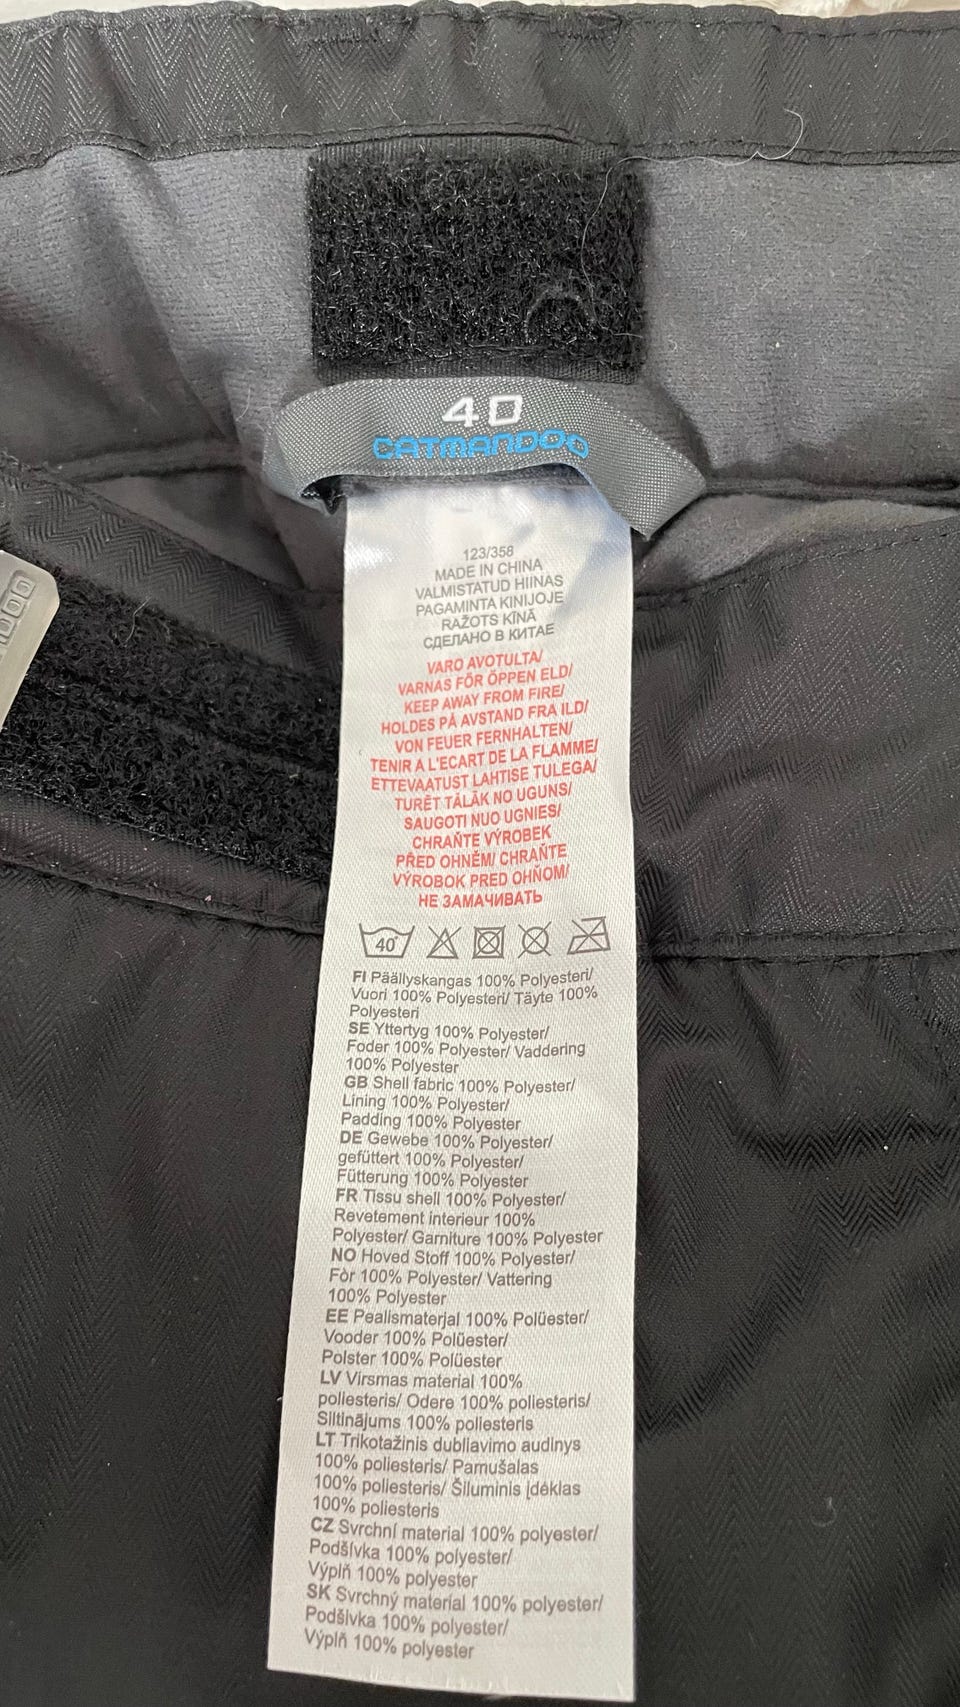 40
CATMANDOO
123/358
MADE IN CHINA
VALMISTATUD HIINAS
PAGAMINTA KINIJOJE
RAŽOTS KĪNĀ
СДЕЛАНО В КИТАЕ
VARO AVOTULTA/
VARNAS FÖR ÖPPEN ELD/
KEEP AWAY FROM FIRE/
HOLDES PÅ AVSTAND FRA ILD/
VON FEUER FERNHALTEN/
TENIR A L'ECART DE LA FLAMME/
ETTEVAATUST LAHTISE TULEGA/
TURĒT TĀLĀK NO UGUNS/
SAUGOTI NUO UGNIES/
CHRAŇTE VÝROBEK
PŘED OHNĚM/ CHRAŇTE
VÝROBOK PRED OHŇOM/
НЕ ЗАМАЧИВАТЬ
40
FI Päällyskangas 100% Polyesteri/
Vuori 100% Polyesteri/ Täyte 100%
Polyesteri
SE Yttertyg 100% Polyester/
Foder 100% Polyester/ Vaddering
100% Polyester
GB Shell fabric 100% Polyester/
Lining 100% Polyester/
Padding 100% Polyester
DE Gewebe 100% Polyester/
gefüttert 100% Polyester/
Fütterung 100% Polyester
FR Tissu shell 100% Polyester/
Revetement interieur 100%
Polyester/ Garniture 100% Polyester
NO Hoved Stoff 100% Polyester/
Fòr 100% Polyester/ Vattering
100% Polyester
EE Pealismaterjal 100% Polüester/
Vooder 100% Polüester/
Polster 100% Polüester
LV Virsmas material 100%
poliesteris/ Odere 100% poliesteris/
Siltinājums 100% poliesteris
LT Trikotažinis dubliavimo audinys
100% poliesteris/ Pamušalas
100% poliesteris/ Šiluminis įdėklas
100% poliesteris
CZ Svrchní material 100% polyester/
Podšívka 100% polyester/
Výplň 100% polyester
SK Svrchný materíal 100% polyester/
Podšívka 100% polyester/
Výplň 100% polyester